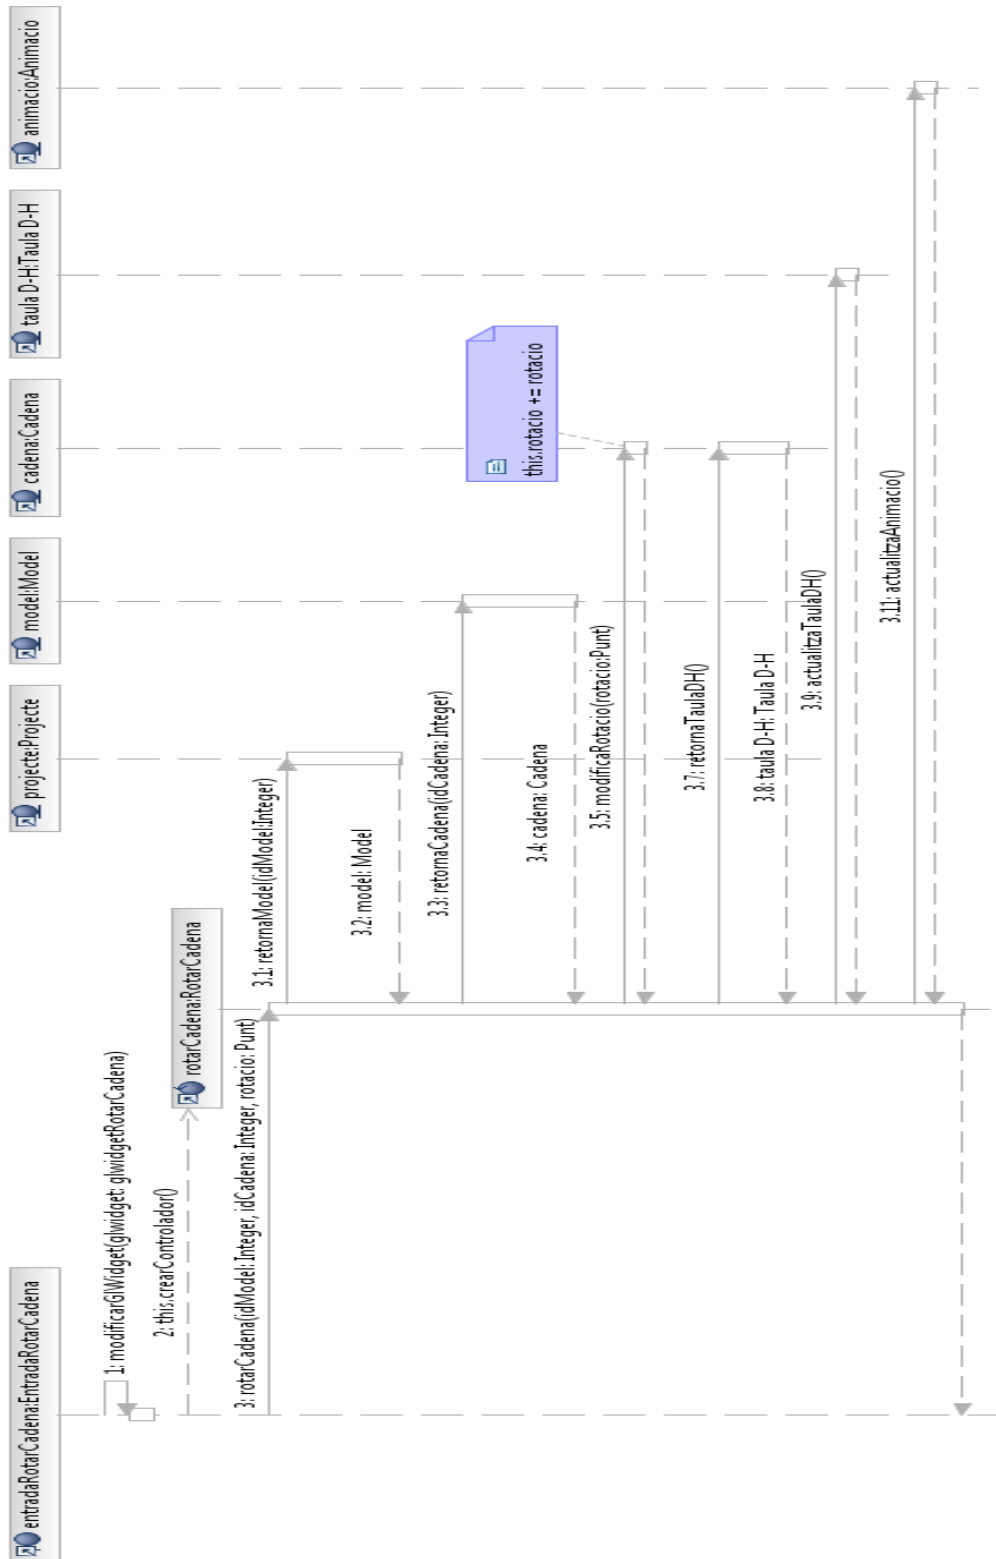 entradaRotarCadena:EntradaRotarCadena
projecte:Projecte
model:Model
cadena:Cadena
taula D-H:Taula D-H
animacio:Animacio
1: modificarGlWidget(glwidget: glwidgetRotarCadena)
2: this.crearControlador()
rotarCadena:RotarCadena
3: rotarCadena(idModel: Integer, idCadena: Integer, rotacio: Punt)
3.1: retornaModel(idModel:Integer)
3.2: model: Model
3.3: retornaCadena(idCadena: Integer)
3.4: cadena: Cadena
this.rotacio += rotacio
3.5: modificaRotacio(rotacio:Punt)
3.7: retornaTaulaDH()
3.8: taula D-H: Taula D-H
3.9: actualitzaTaulaDH()
3.11: actualitzaAnimacio()